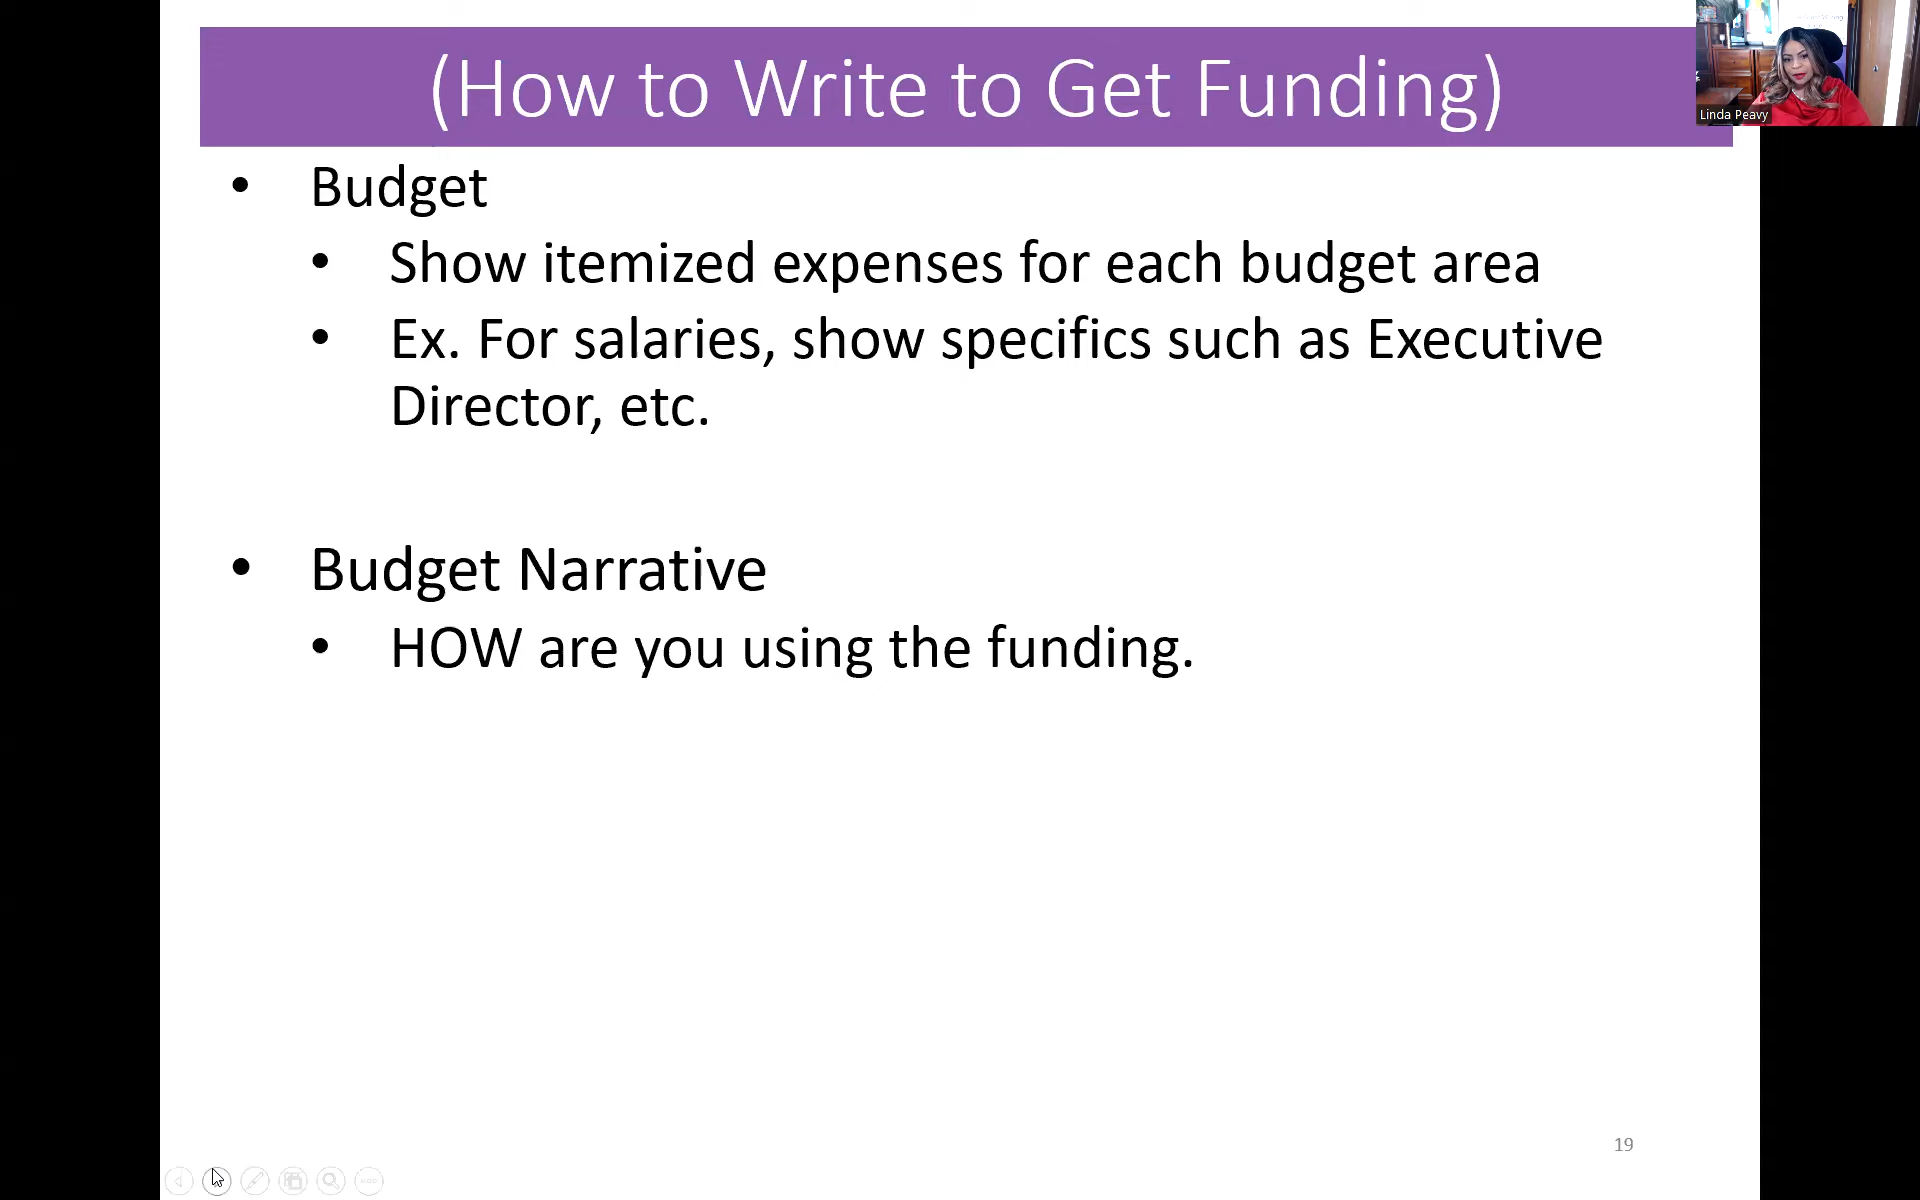 (How to Write to Get Funding)
Linda Peavy
• Budget
• Show itemized expenses for each budget area
• Ex. For salaries, show specifics such as Executive
Director, etc.
• Budget Narrative
• HOW are you using the funding.
19